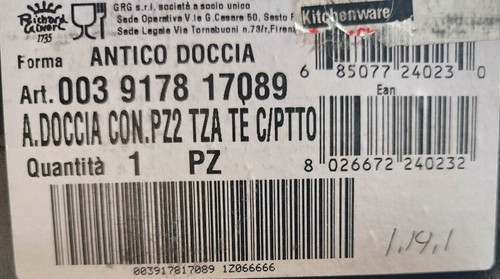 Richard
Ginori
1735
GRG s.r.l, società a socio unico
Sede Operativa V.le G. Cesare 50, Sesto F
Sede Legale Via Tornabuoni n.73/r, Firen
Kitchenware
Forma ANTICO DOCCIA
6 85077 24023 0
Art. 003 9178 17089
Ean
A.DOCCIA CON.PZ2 TZA TÈ C/PTTO
Quantità 1 PZ
8 026672 240232
1.19.1
003917817089 1Z066666